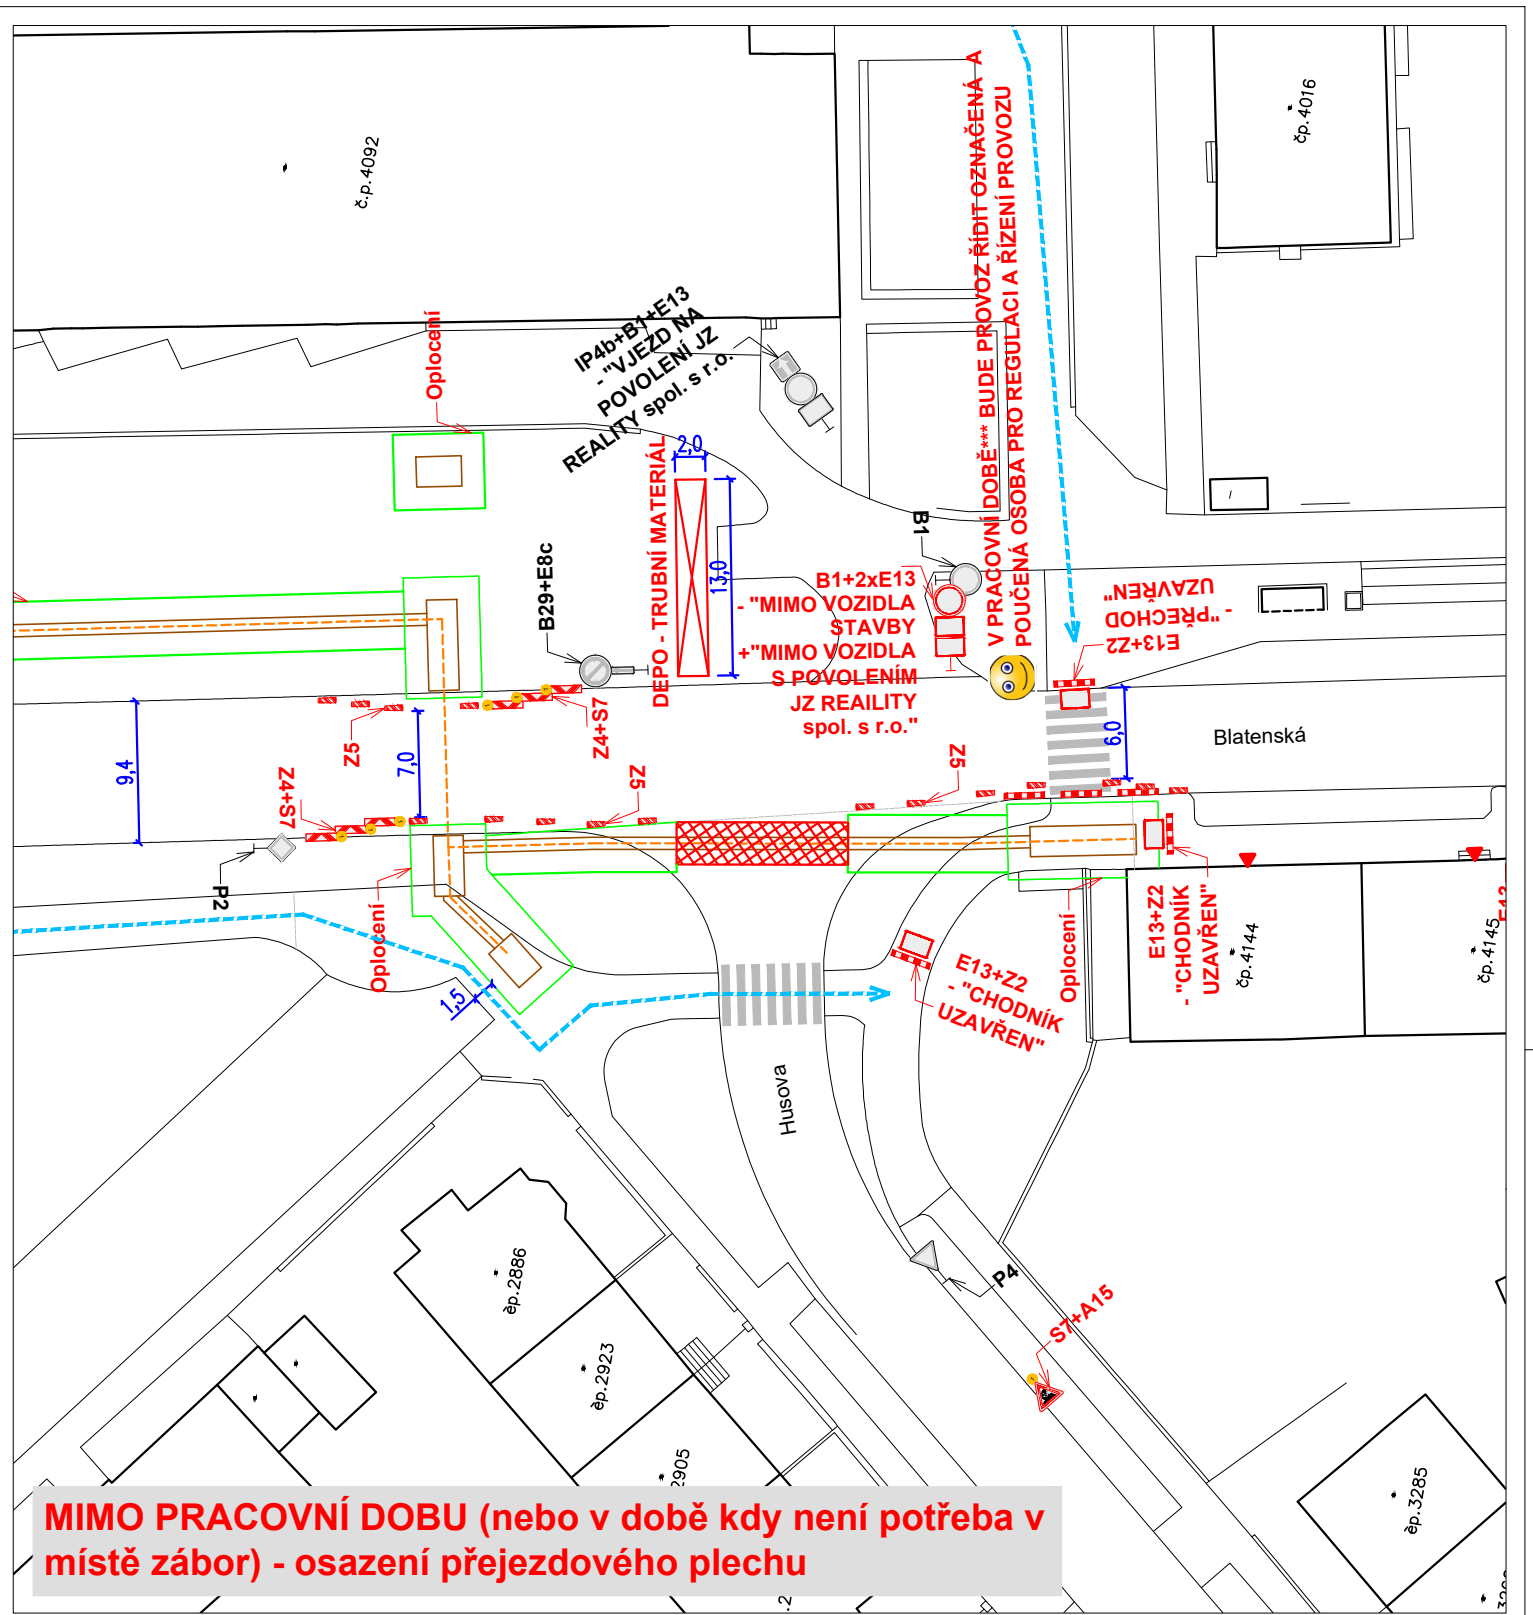 č.p.4092
čp.4016
V PRACOVNÍ DOBĚ*** BUDE PROVOZ ŘÍDIT OZNAČENÁ A
POUČENÁ OSOBA PRO REGULACI A ŘÍZENÍ PROVOZU
IP4b+B1+E13
- "VJEZD NA
POVOLENÍ JZ
REALITY spol. s r.o.
Oplocení
DEPO - TRUBNÍ MATERIÁL
2,0
13,0
B29+E8c
B1
B1+2xE13
- "MIMO VOZIDLA
STAVBY
+"MIMO VOZIDLA
S POVOLENÍM
JZ REAILITY
spol. s r.o."
E13+Z2
- "PŘECHOD
UZAVŘEN"
Z4+S7
Z5
7,0
9,4
Z4+S7
Z5
Z5
6,0
Blatenská
P2
Oplocení
1,5
E13+Z2
- "CHODNÍK
UZAVŘEN"
Oplocení
E13+Z2
- "CHODNÍK
UZAVŘEN"
čp.4144
čp.4145
E13
Husova
P4
S7+A15
èp.2886
èp.2923
2905
èp.3285
MIMO PRACOVNÍ DOBU (nebo v době kdy není potřeba v
místě zábor) - osazení přejezdového plechu